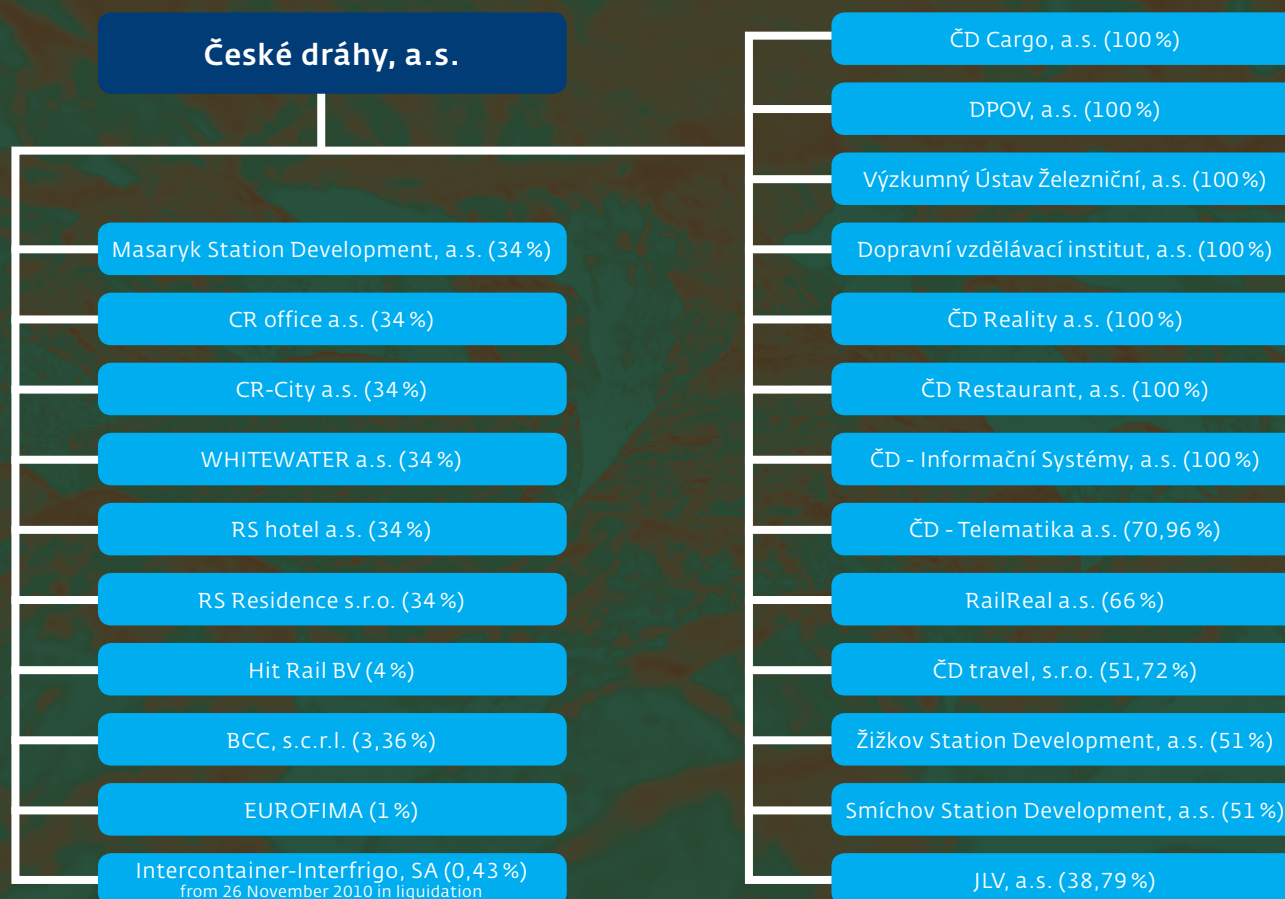 České dráhy, a.s.
Masaryk Station Development, a.s. (34 %)
CR office a.s. (34 %)
CR-City a.s. (34 %)
WHITEWATER a.s. (34 %)
RS hotel a.s. (34 %)
RS Residence s.r.o. (34 %)
Hit Rail BV (4 %)
BCC, s.c.r.l. (3,36 %)
EUROFIMA (1 %)
Intercontainer-Interfrigo, SA (0,43 %)
from 26 November 2010 in liquidation
ČD Cargo, a.s. (100 %)
DPOV, a.s. (100 %)
Výzkumný Ústav Železniční, a.s. (100 %)
Dopravní vzdělávací institut, a.s. (100 %)
ČD Reality a.s. (100 %)
ČD Restaurant, a.s. (100 %)
ČD - Informační Systémy, a.s. (100 %)
ČD - Telematika a.s. (70,96 %)
RailReal a.s. (66 %)
ČD travel, s.r.o. (51,72 %)
Žižkov Station Development, a.s. (51 %)
Smíchov Station Development, a.s. (51 %)
JLV, a.s. (38,79 %)